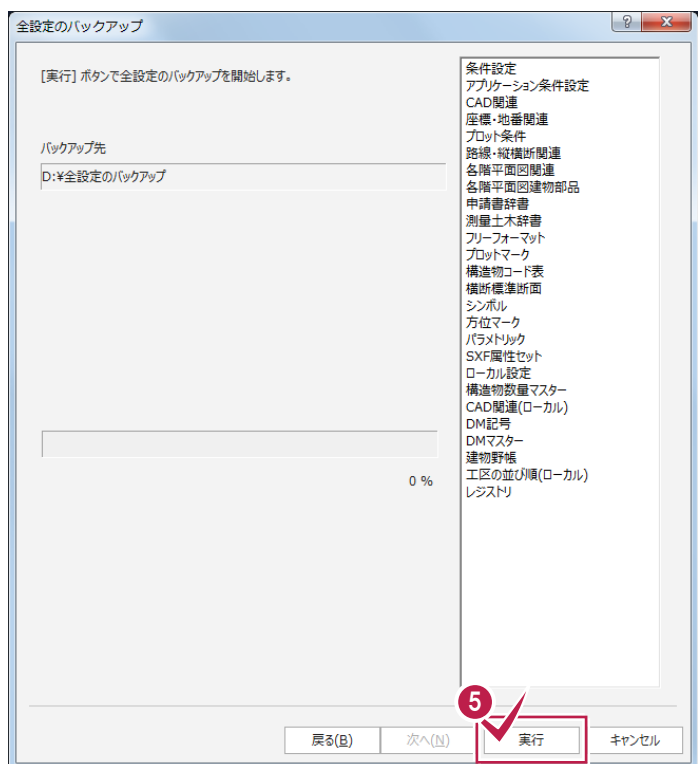 全設定のバックアップ
[実行] ボタンで全設定のバックアップを開始します。
バックアップ先
D:¥全設定のバックアップ
0 %
条件設定
アプリケーション条件設定
CAD関連
座標・地番関連
プロット条件
路線・縦横断関連
各階平面図関連
各階平面図建物部品
申請書辞書
測量土木辞書
フリーフォーマット
プロットマーク
構造物コード表
横断標準断面
シンボル
方位マーク
パラメトリック
SXF属性セット
ローカル設定
構造物数量マスター
CAD関連(ローカル)
DM記号
DMマスター
建物野帳
工区の並び順(ローカル)
レジストリ
5
戻る(B) 次へ(N) 実行 キャンセル